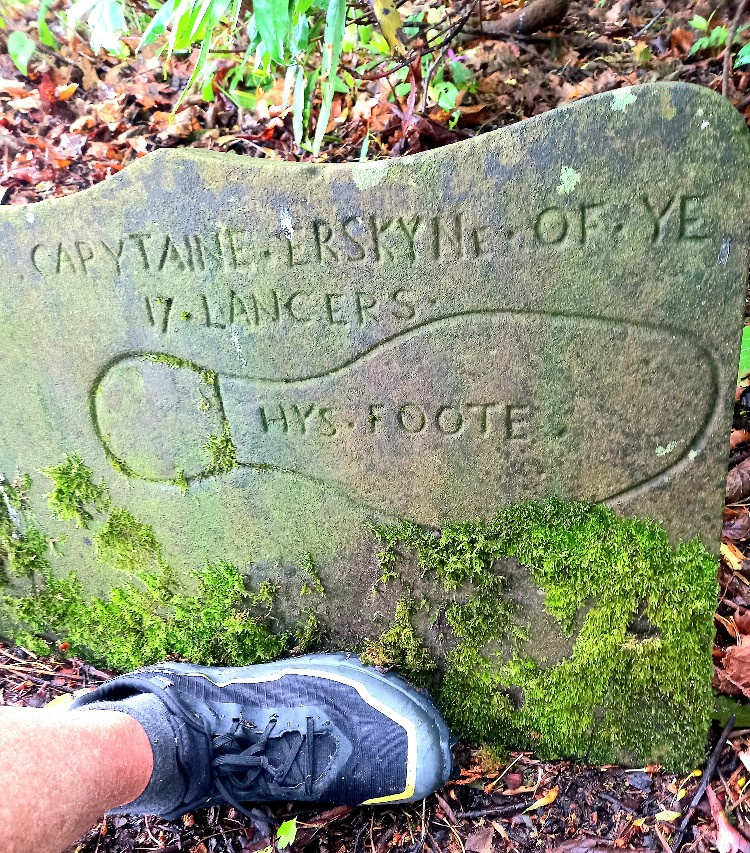 CAPYTAINE · ERSKYNE · OF · YE
17 · LANCERS ·
HYS · FOOTE ·